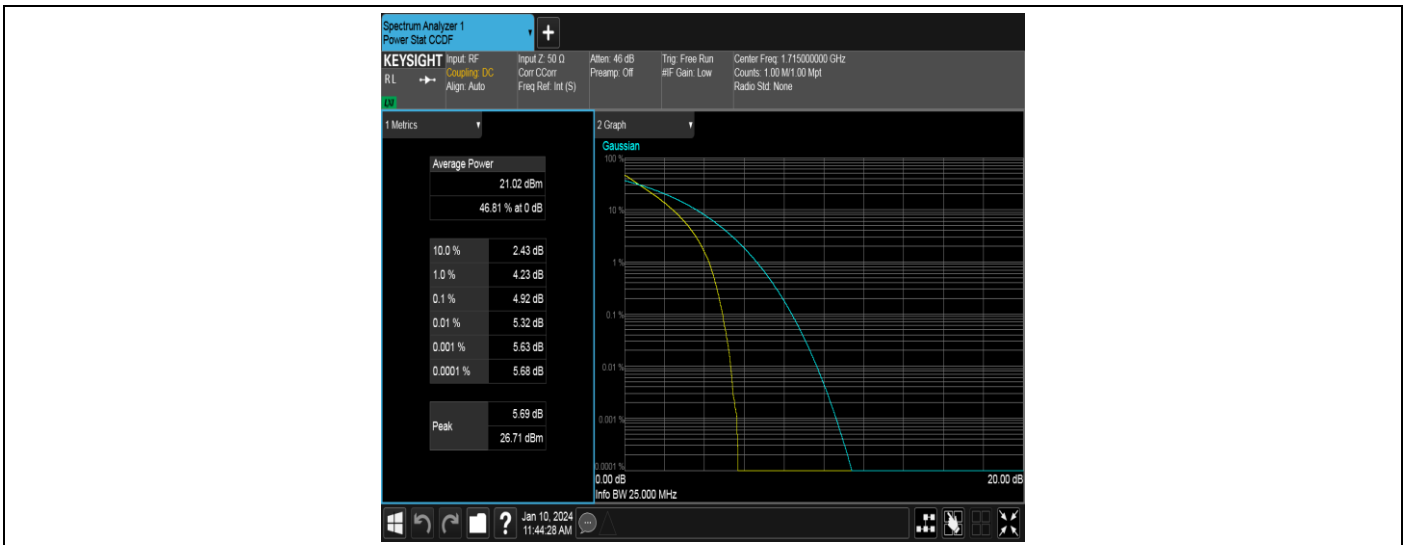 Spectrum Analyzer 1
Power Stat CCDF
+
KEYSIGHT
RL
LXI
Input: RF
Coupling: DC
Align: Auto
Input Z: 50 Ω
Corr CCorr
Freq Ref: Int (S)
Atten: 46 dB
Preamp: Off
Trig: Free Run
#IF Gain: Low
Center Freq: 1.715000000 GHz
Counts: 1.00 M/1.00 Mpt
Radio Std: None
1 Metrics
Average Power
21.02 dBm
46.81 % at 0 dB
10.0 % 2.43 dB
1.0 % 4.23 dB
0.1 % 4.92 dB
0.01 % 5.32 dB
0.001 % 5.63 dB
0.0001 % 5.68 dB
Peak
5.69 dB
26.71 dBm
2 Graph
Gaussian
100 %
10 %
1 %
0.1 %
0.01 %
0.001 %
0.0001 %
0.00 dB 20.00 dB
Info BW 25.000 MHz
?
Jan 10, 2024
11:44:28 AM